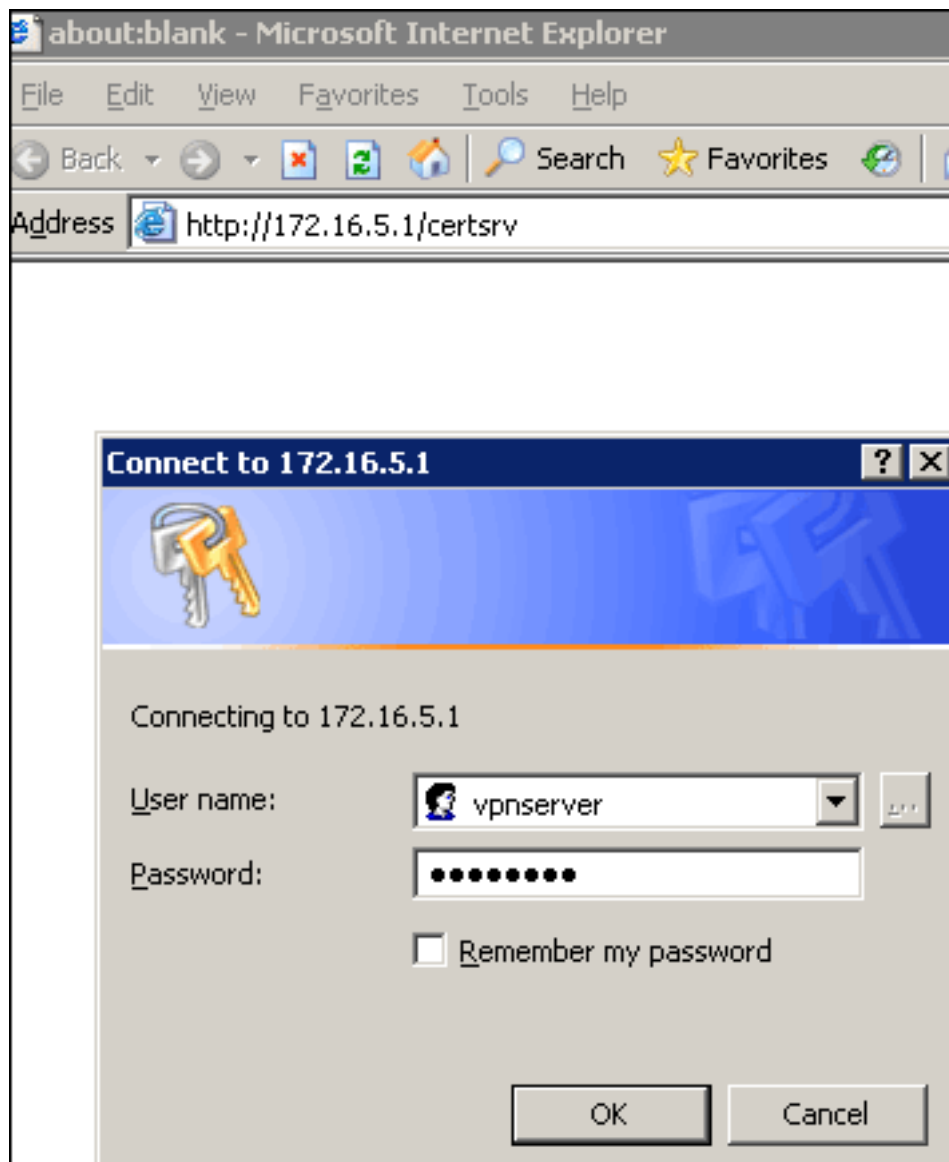 about:blank - Microsoft Internet Explorer
File Edit View Favorites Tools Help
Back Search Favorites
Address http://172.16.5.1/certsrv
Connect to 172.16.5.1
Connecting to 172.16.5.1
User name: vpnserver ...
Password: ●●●●●●●●
Remember my password
OK Cancel